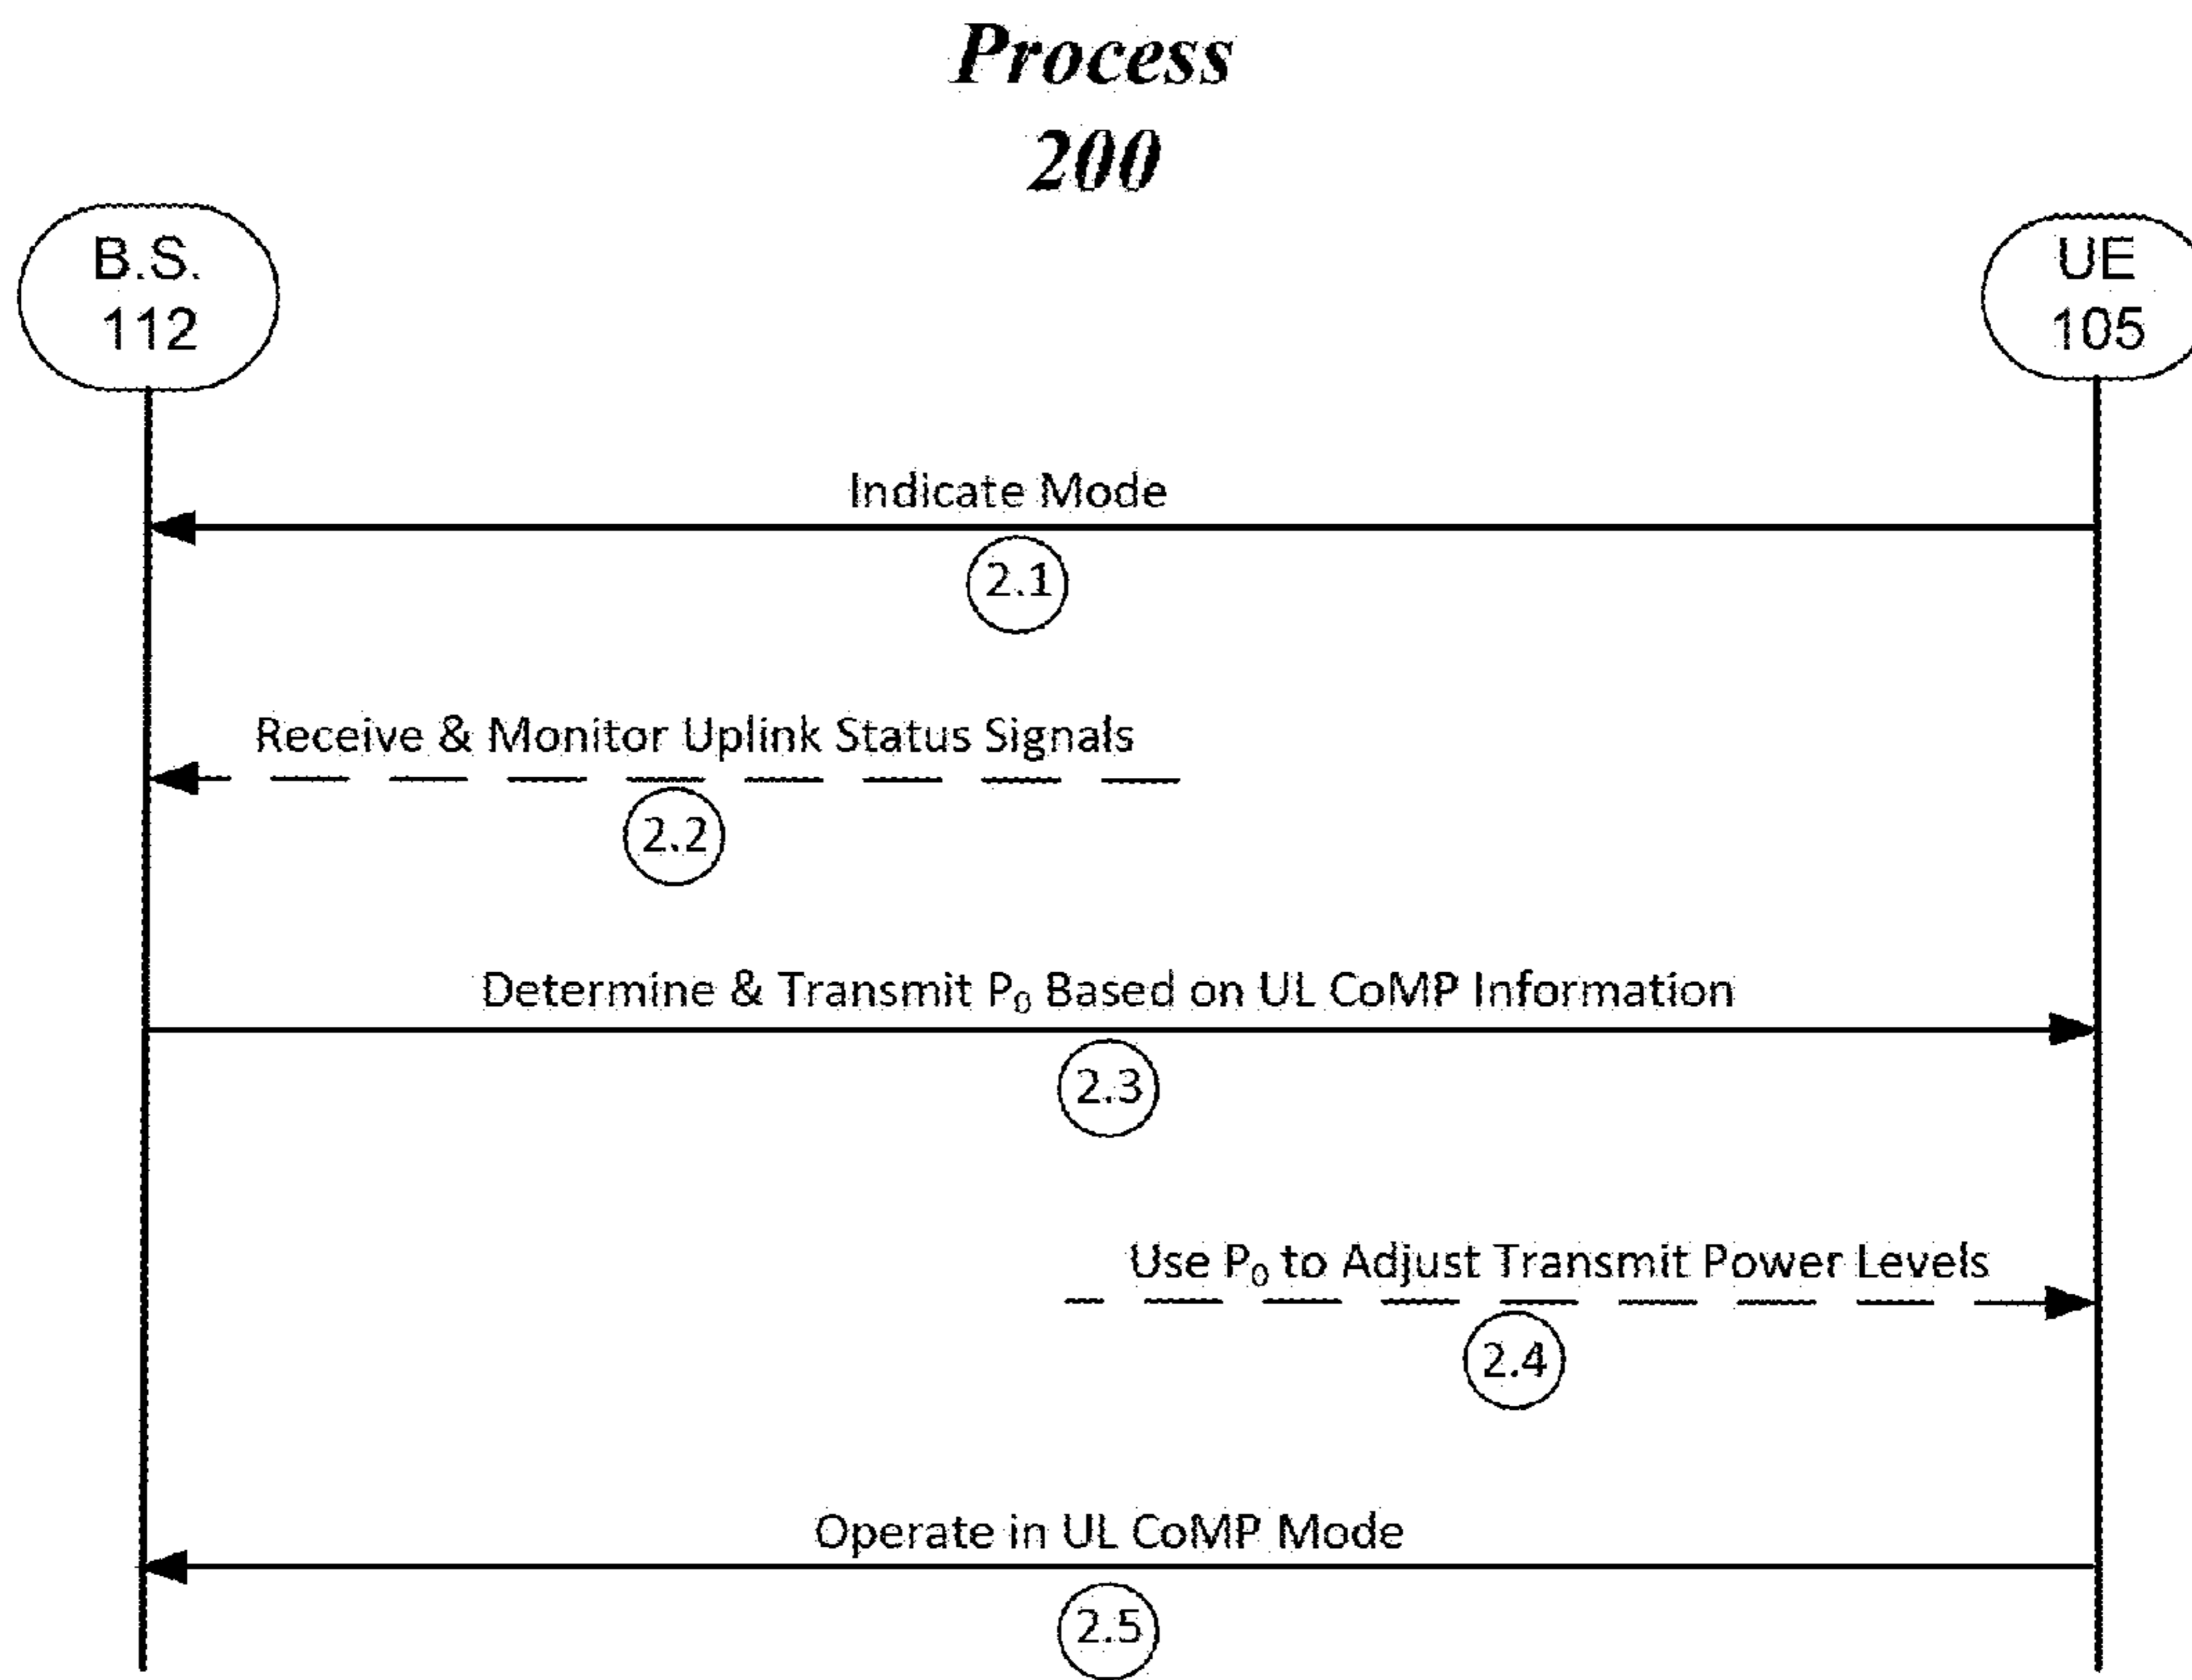 Process
200
B.S.
112
UE
105
Indicate Mode
2.1
Receive & Monitor Uplink Status Signals
2.2
Determine & Transmit P₀ Based on UL CoMP Information
2.3
Use P₀ to Adjust Transmit Power Levels
2.4
Operate in UL CoMP Mode
2.5